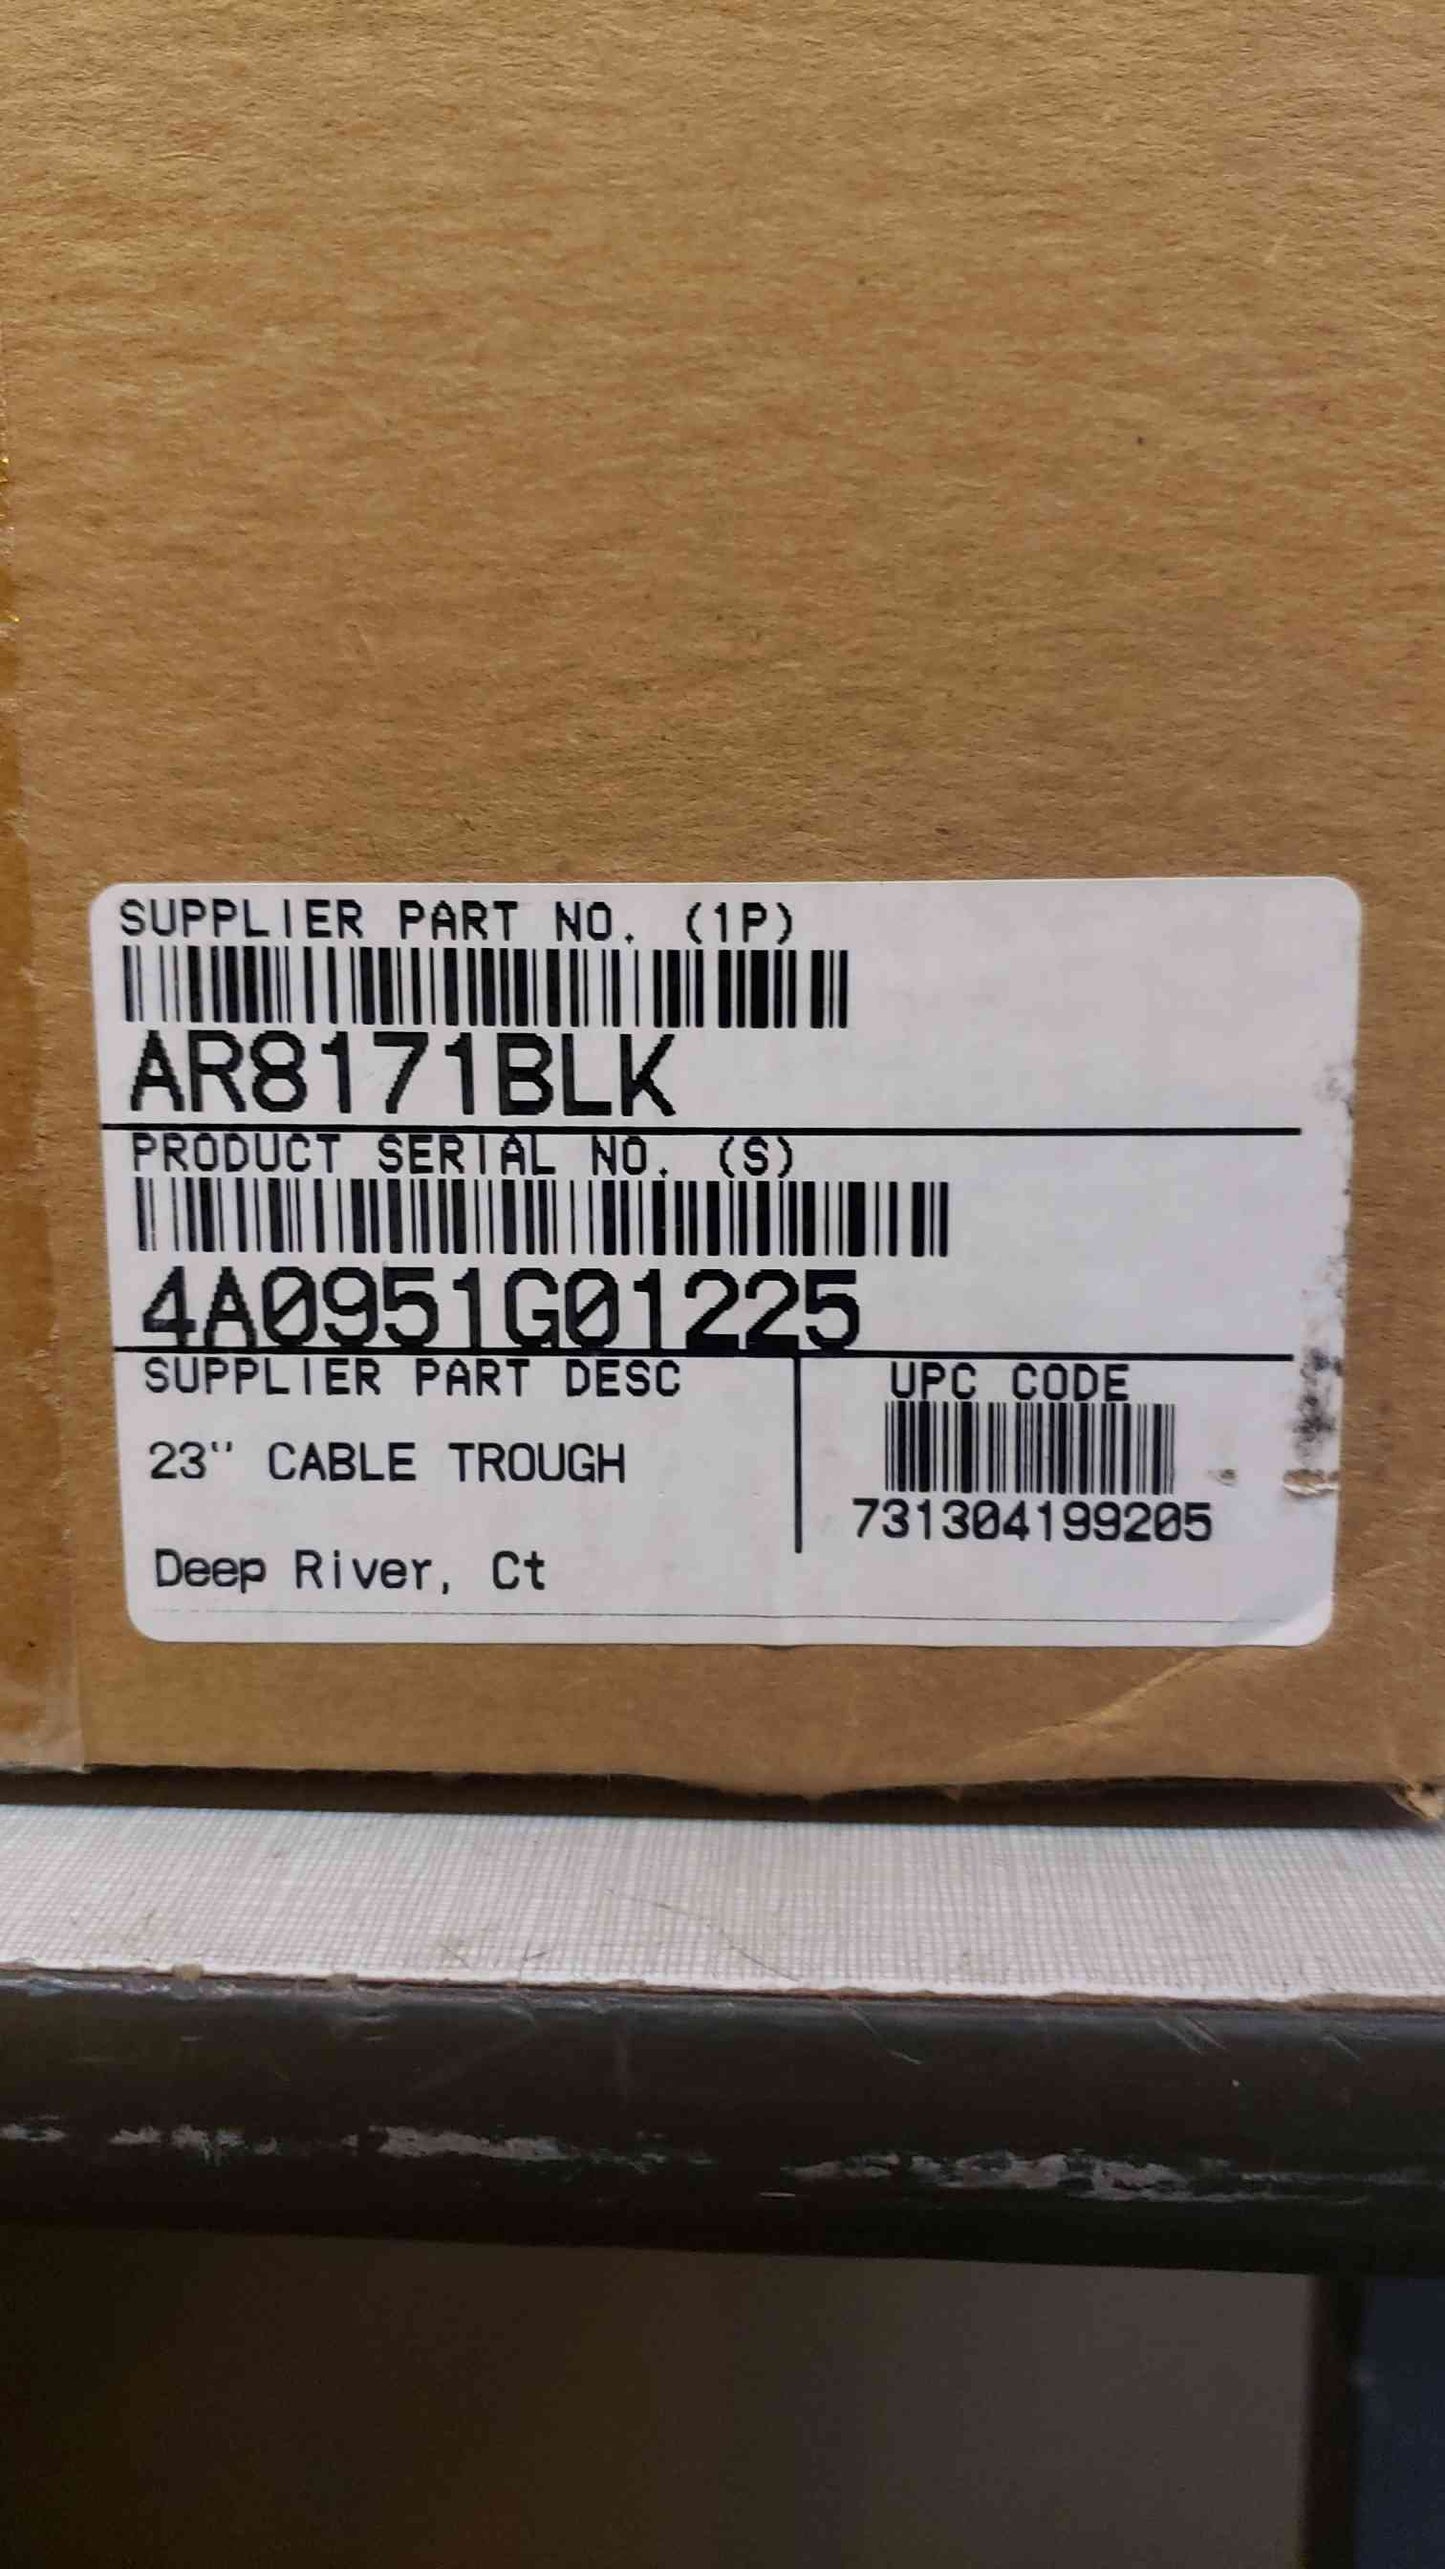 SUPPLIER PART NO. (1P)
AR8171BLK
PRODUCT SERIAL NO. (S)
4A0951G01225
SUPPLIER PART DESC
23" CABLE TROUGH
Deep River, Ct
UPC CODE
731304199205